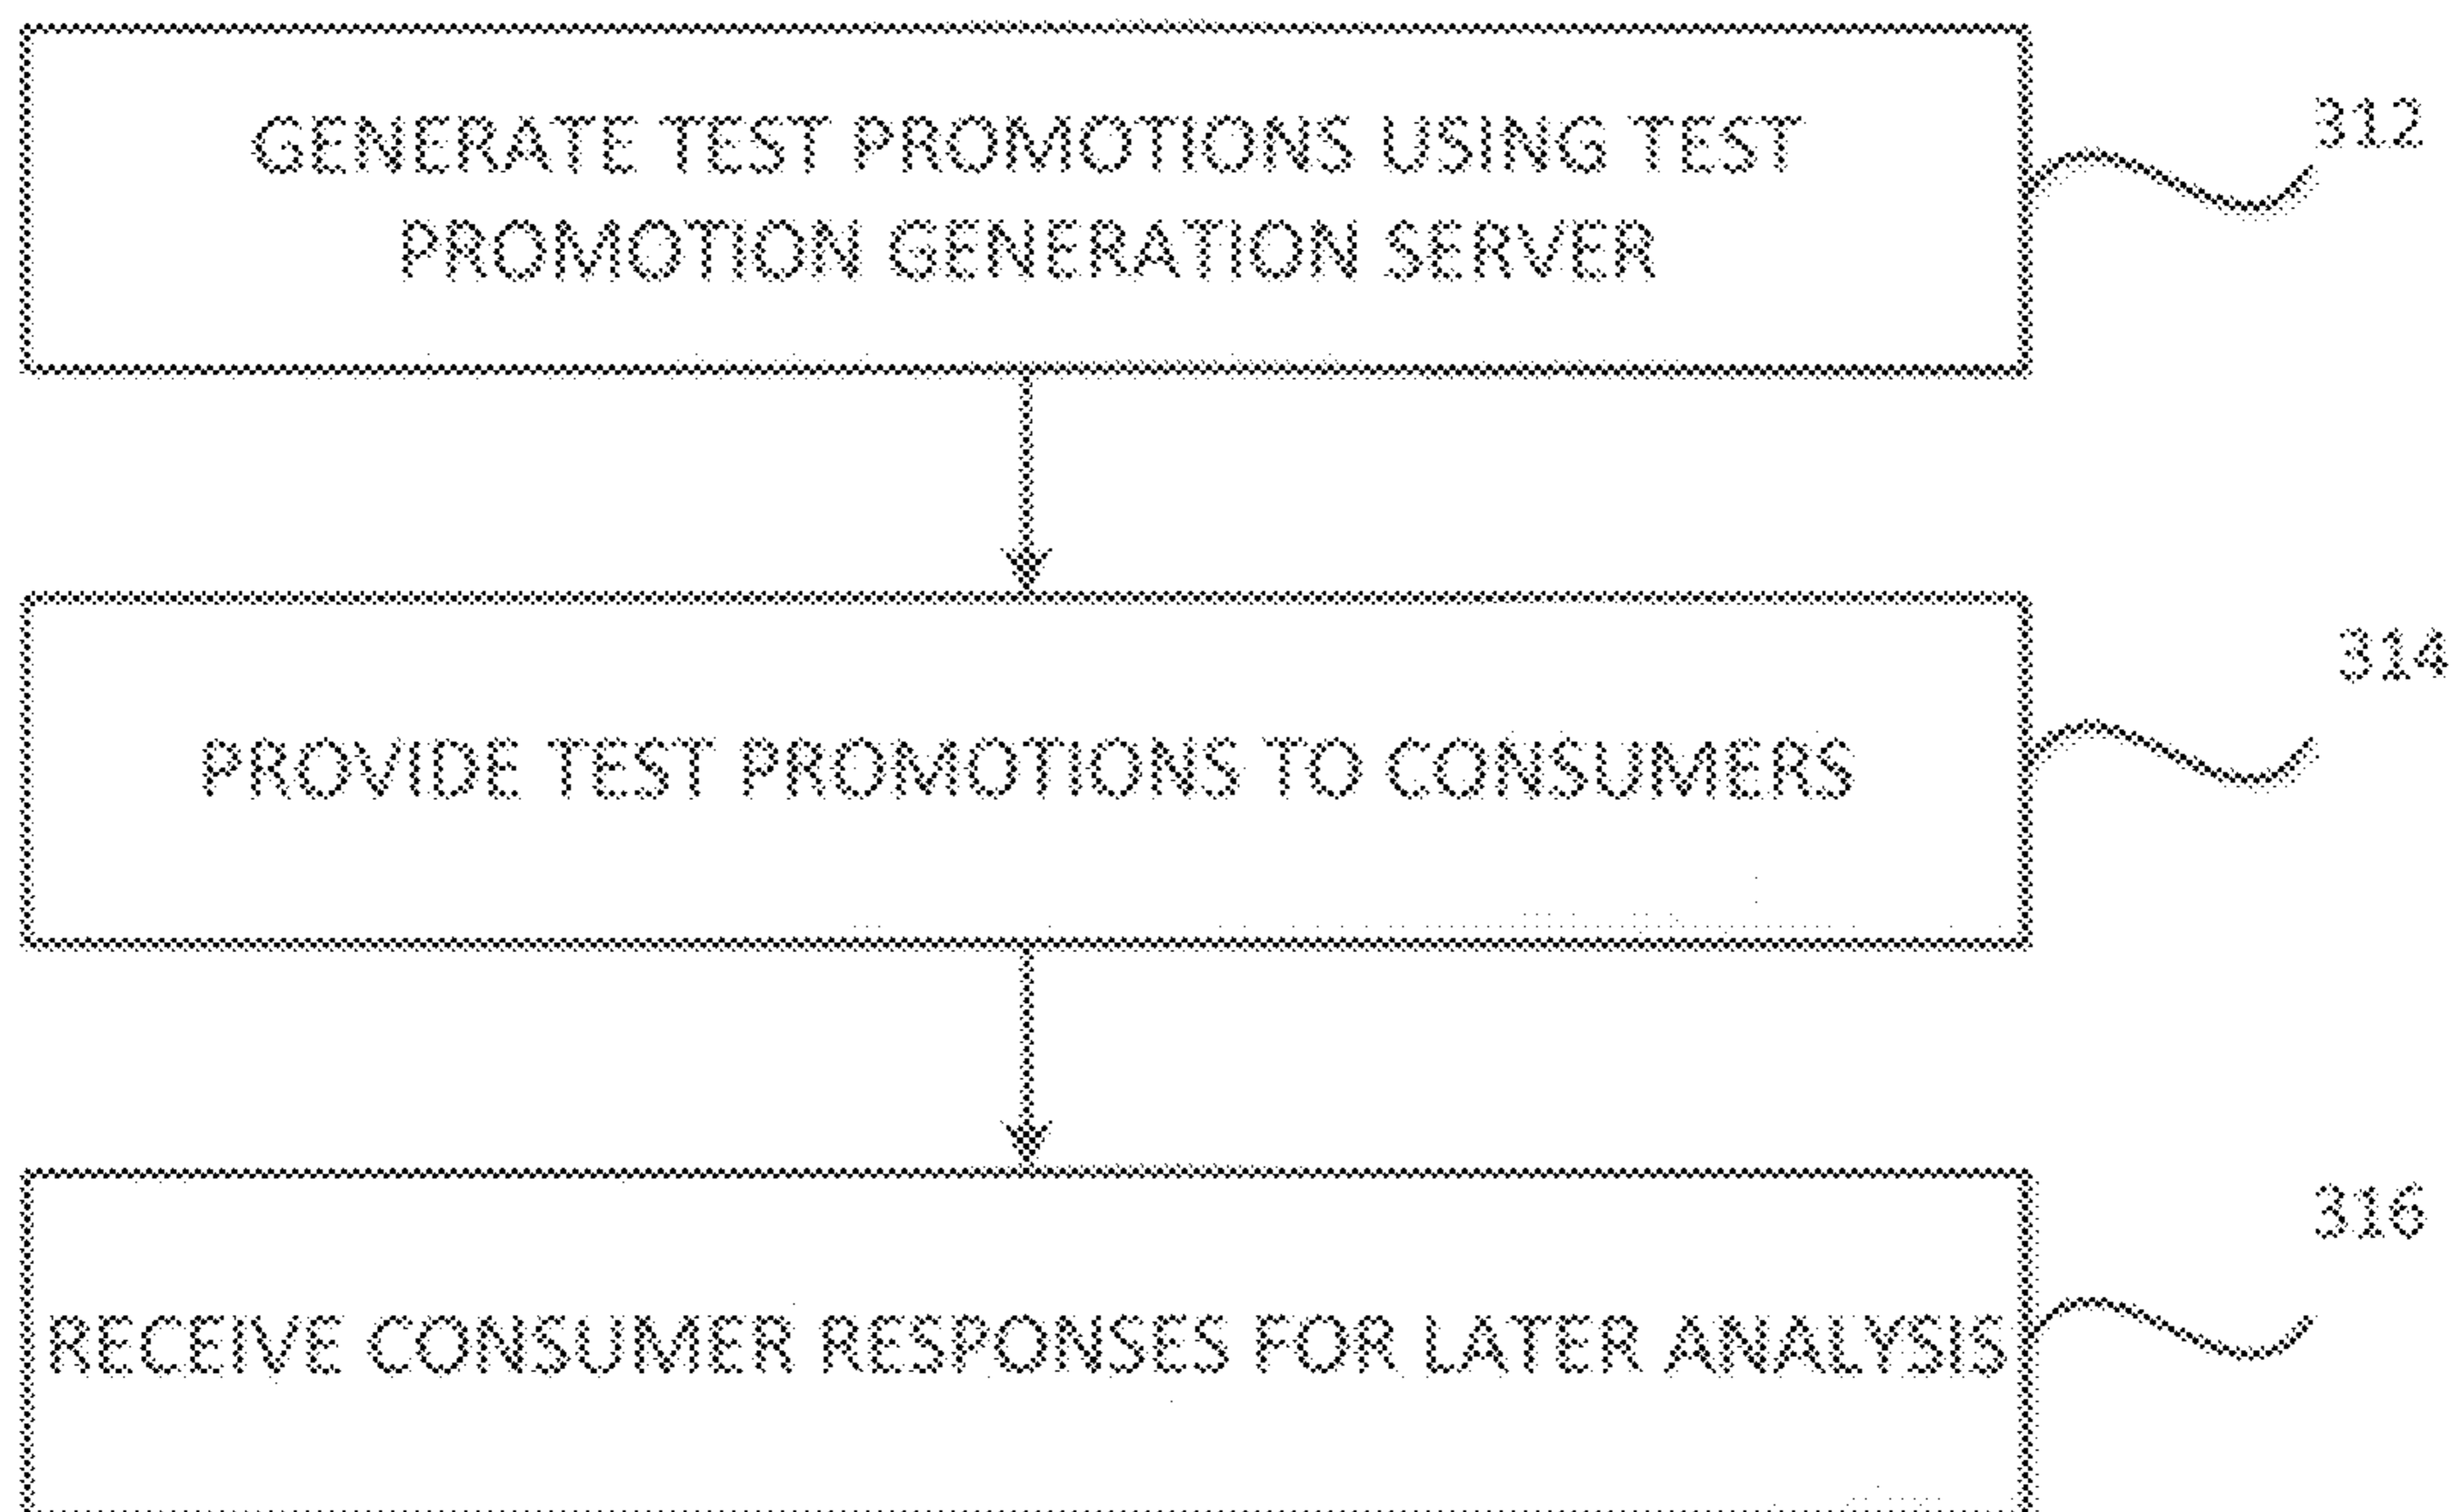 GENERATE TEST PROMOTIONS USING TEST
PROMOTION GENERATION SERVER
312
PROVIDE TEST PROMOTIONS TO CONSUMERS
314
RECEIVE CONSUMER RESPONSES FOR LATER ANALYSIS
316